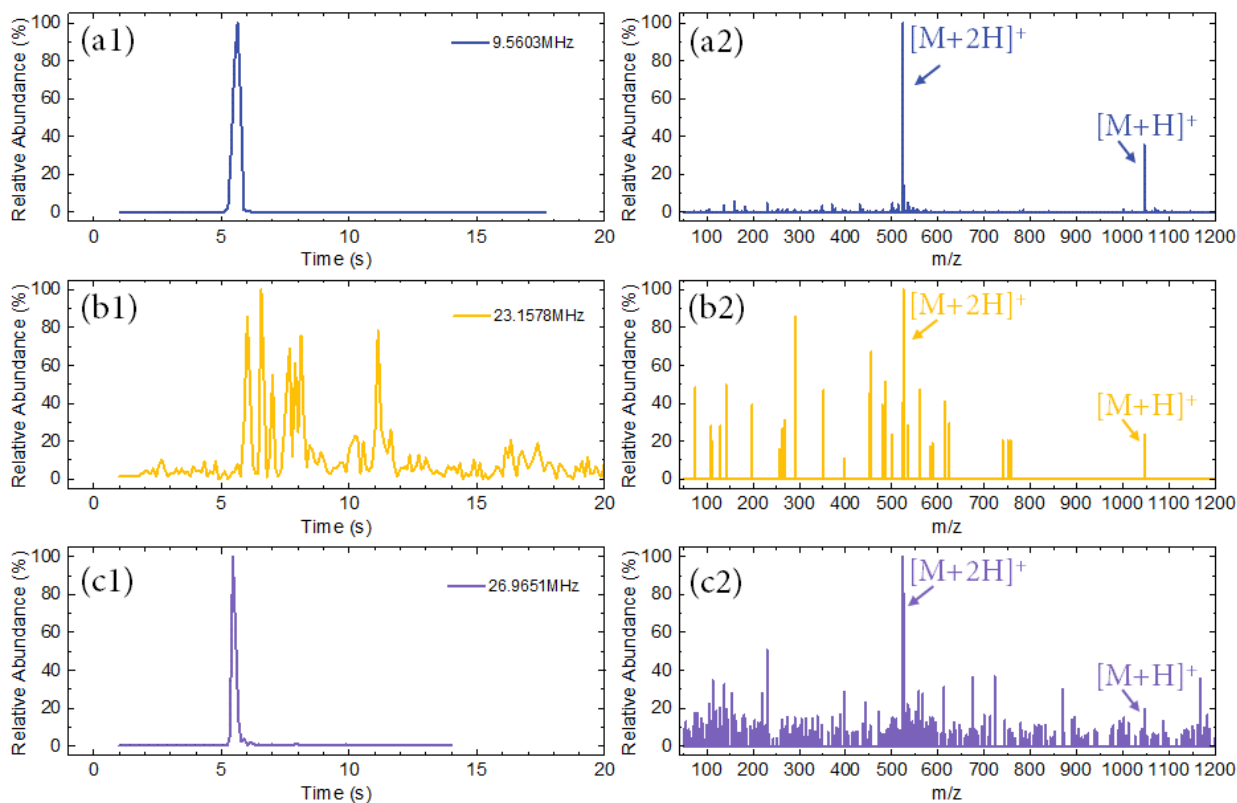 (a1)
9.5603MHz
Relative Abundance (%)
100
80
60
40
20
0
0 5 10 15 20
Time (s)
(a2)
[M+2H]⁺
[M+H]⁺
Relative Abundance (%)
100
80
60
40
20
0
100 200 300 400 500 600 700 800 900 1000 1100 1200
m/z
(b1)
23.1578MHz
Relative Abundance (%)
100
80
60
40
20
0
0 5 10 15 20
Time (s)
(b2)
[M+2H]⁺
[M+H]⁺
Relative Abundance (%)
100
80
60
40
20
0
100 200 300 400 500 600 700 800 900 1000 1100 1200
m/z
(c1)
26.9651MHz
Relative Abundance (%)
100
80
60
40
20
0
0 5 10 15 20
Time (s)
(c2)
[M+2H]⁺
[M+H]⁺
Relative Abundance (%)
100
80
60
40
20
0
100 200 300 400 500 600 700 800 900 1000 1100 1200
m/z